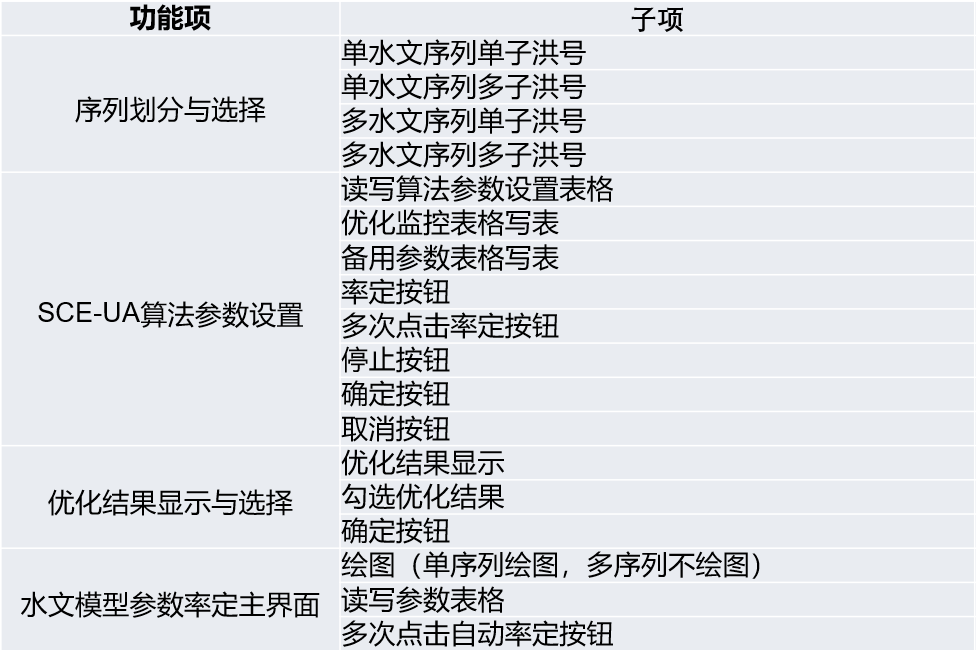 功能项 子项
序列划分与选择
单水文序列单子洪号
单水文序列多子洪号
多水文序列单子洪号
多水文序列多子洪号
SCE-UA算法参数设置
读写算法参数设置表格
优化监控表格写表
备用参数表格写表
率定按钮
多次点击率定按钮
停止按钮
确定按钮
取消按钮
优化结果显示与选择
优化结果显示
勾选优化结果
确定按钮
水文模型参数率定主界面
绘图（单序列绘图，多序列不绘图）
读写参数表格
多次点击自动率定按钮